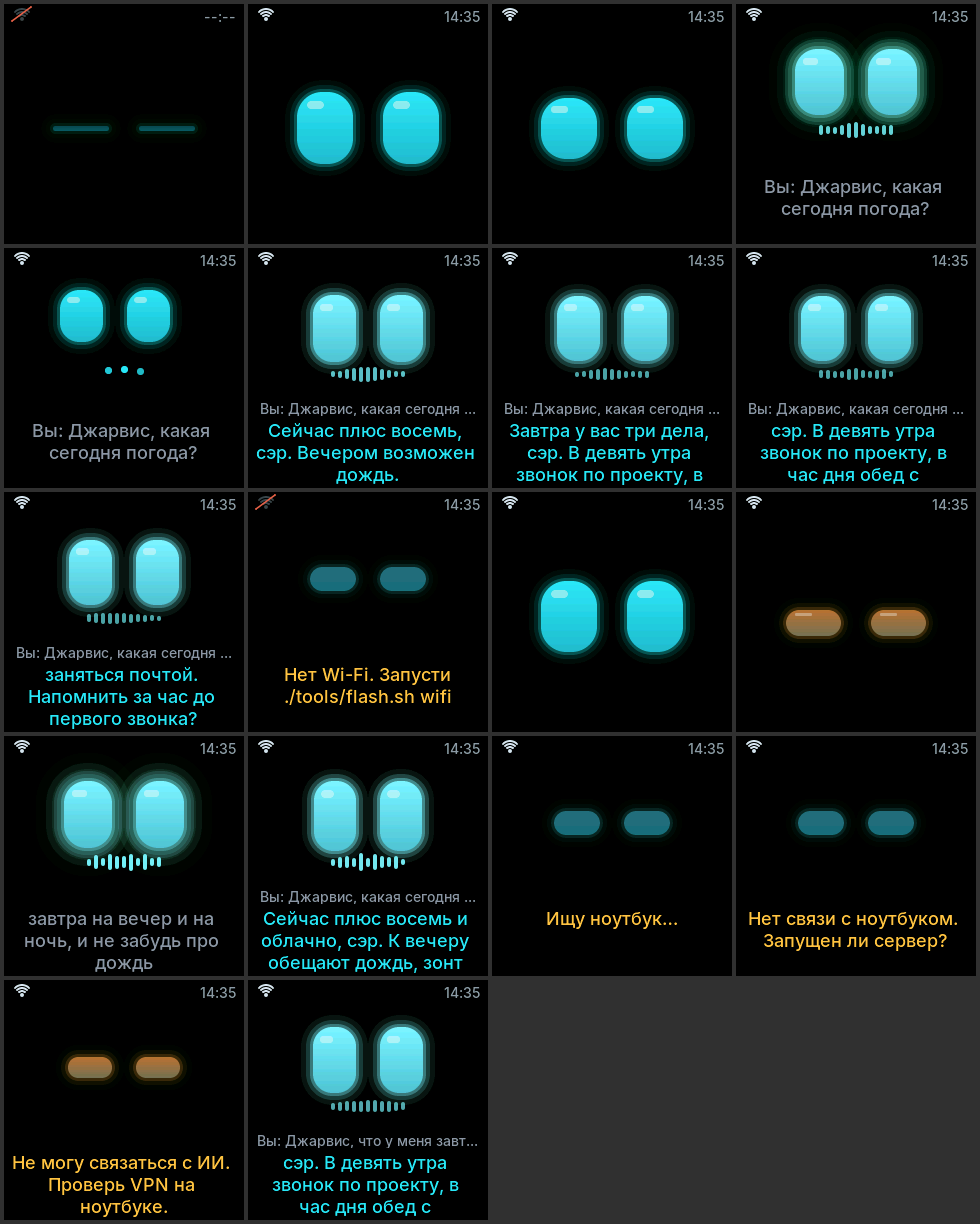 --:--
14:35
14:35
14:35
Вы: Джарвис, какая
сегодня погода?
14:35
Вы: Джарвис, какая
сегодня погода?
14:35
Вы: Джарвис, какая сегодня ...
Сейчас плюс восемь,
сэр. Вечером возможен
дождь.
14:35
Вы: Джарвис, какая сегодня ...
Завтра у вас три дела,
сэр. В девять утра
звонок по проекту, в
14:35
Вы: Джарвис, какая сегодня ...
сэр. В девять утра
звонок по проекту, в
час дня обед с
14:35
Вы: Джарвис, какая сегодня ...
заняться почтой.
Напомнить за час до
первого звонка?
14:35
Нет Wi-Fi. Запусти
./tools/flash.sh wifi
14:35
14:35
14:35
завтра на вечер и на
ночь, и не забудь про
дождь
14:35
Вы: Джарвис, какая сегодня ...
Сейчас плюс восемь и
облачно, сэр. К вечеру
обещают дождь, зонт
14:35
Ищу ноутбук...
14:35
Нет связи с ноутбуком.
Запущен ли сервер?
14:35
Не могу связаться с ИИ.
Проверь VPN на
ноутбуке.
14:35
Вы: Джарвис, что у меня завт...
сэр. В девять утра
звонок по проекту, в
час дня обед с